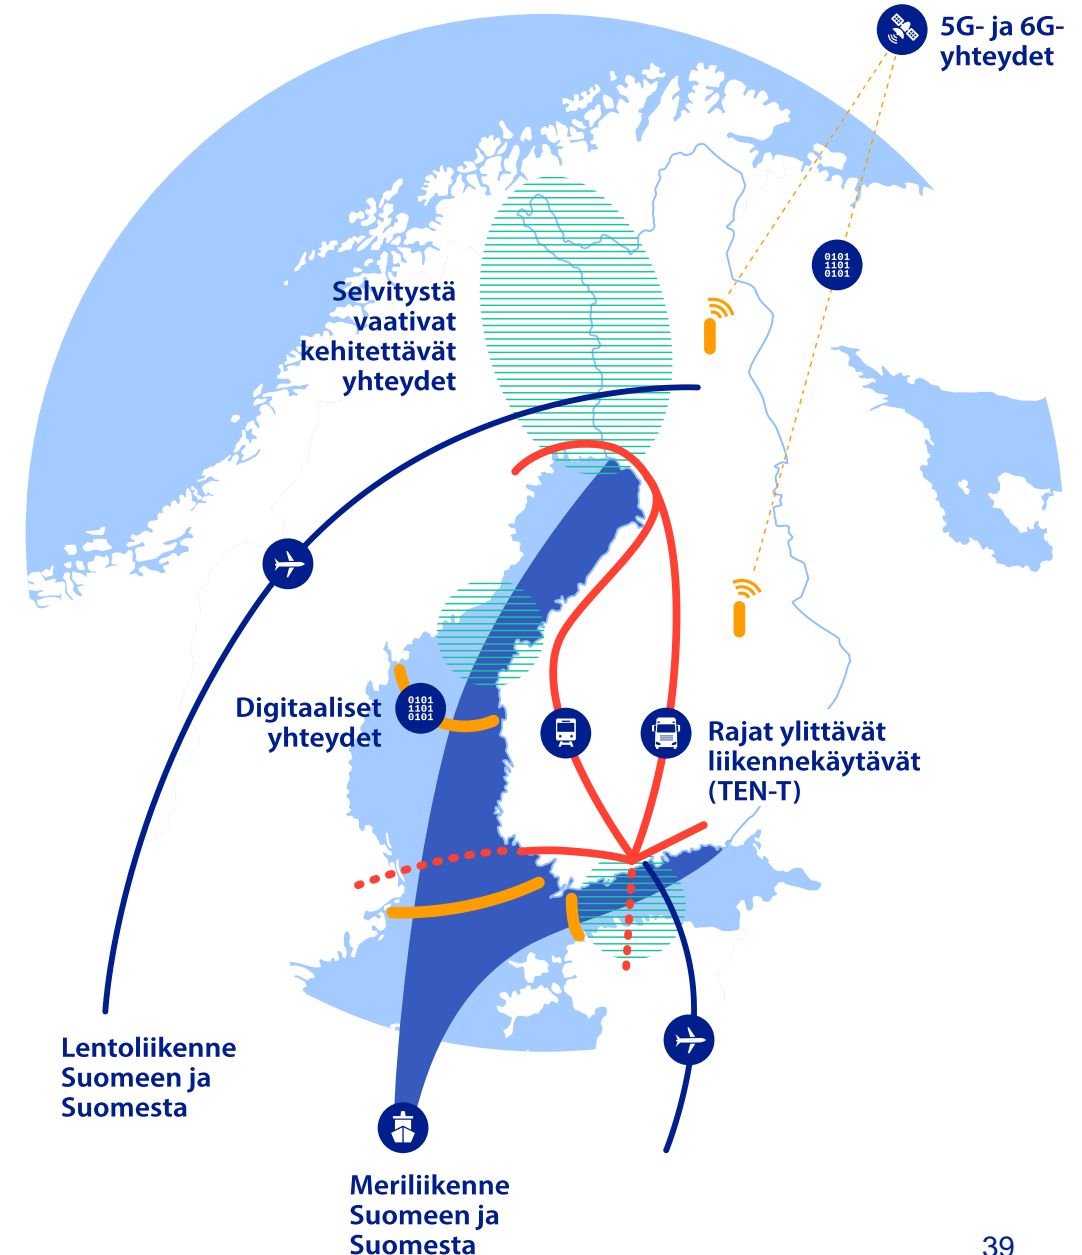 5G- ja 6G-
yhteydet
0101
1101
0101
Selvitystä
vaativat
kehitettävät
yhteydet
Digitaaliset
yhteydet
0101
1101
0101
Rajat ylittävät
liikennekäytävät
(TEN-T)
Lentoliikenne
Suomeen ja
Suomesta
Meriliikenne
Suomeen ja
Suomesta
39